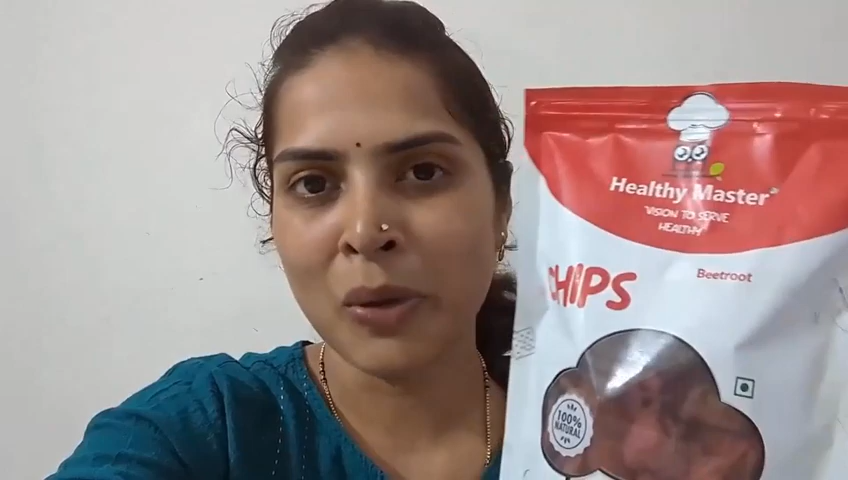 Healthy Master
VISION TO SERVE
HEALTHY
Beetroot
CHIPS
100%
NATURAL